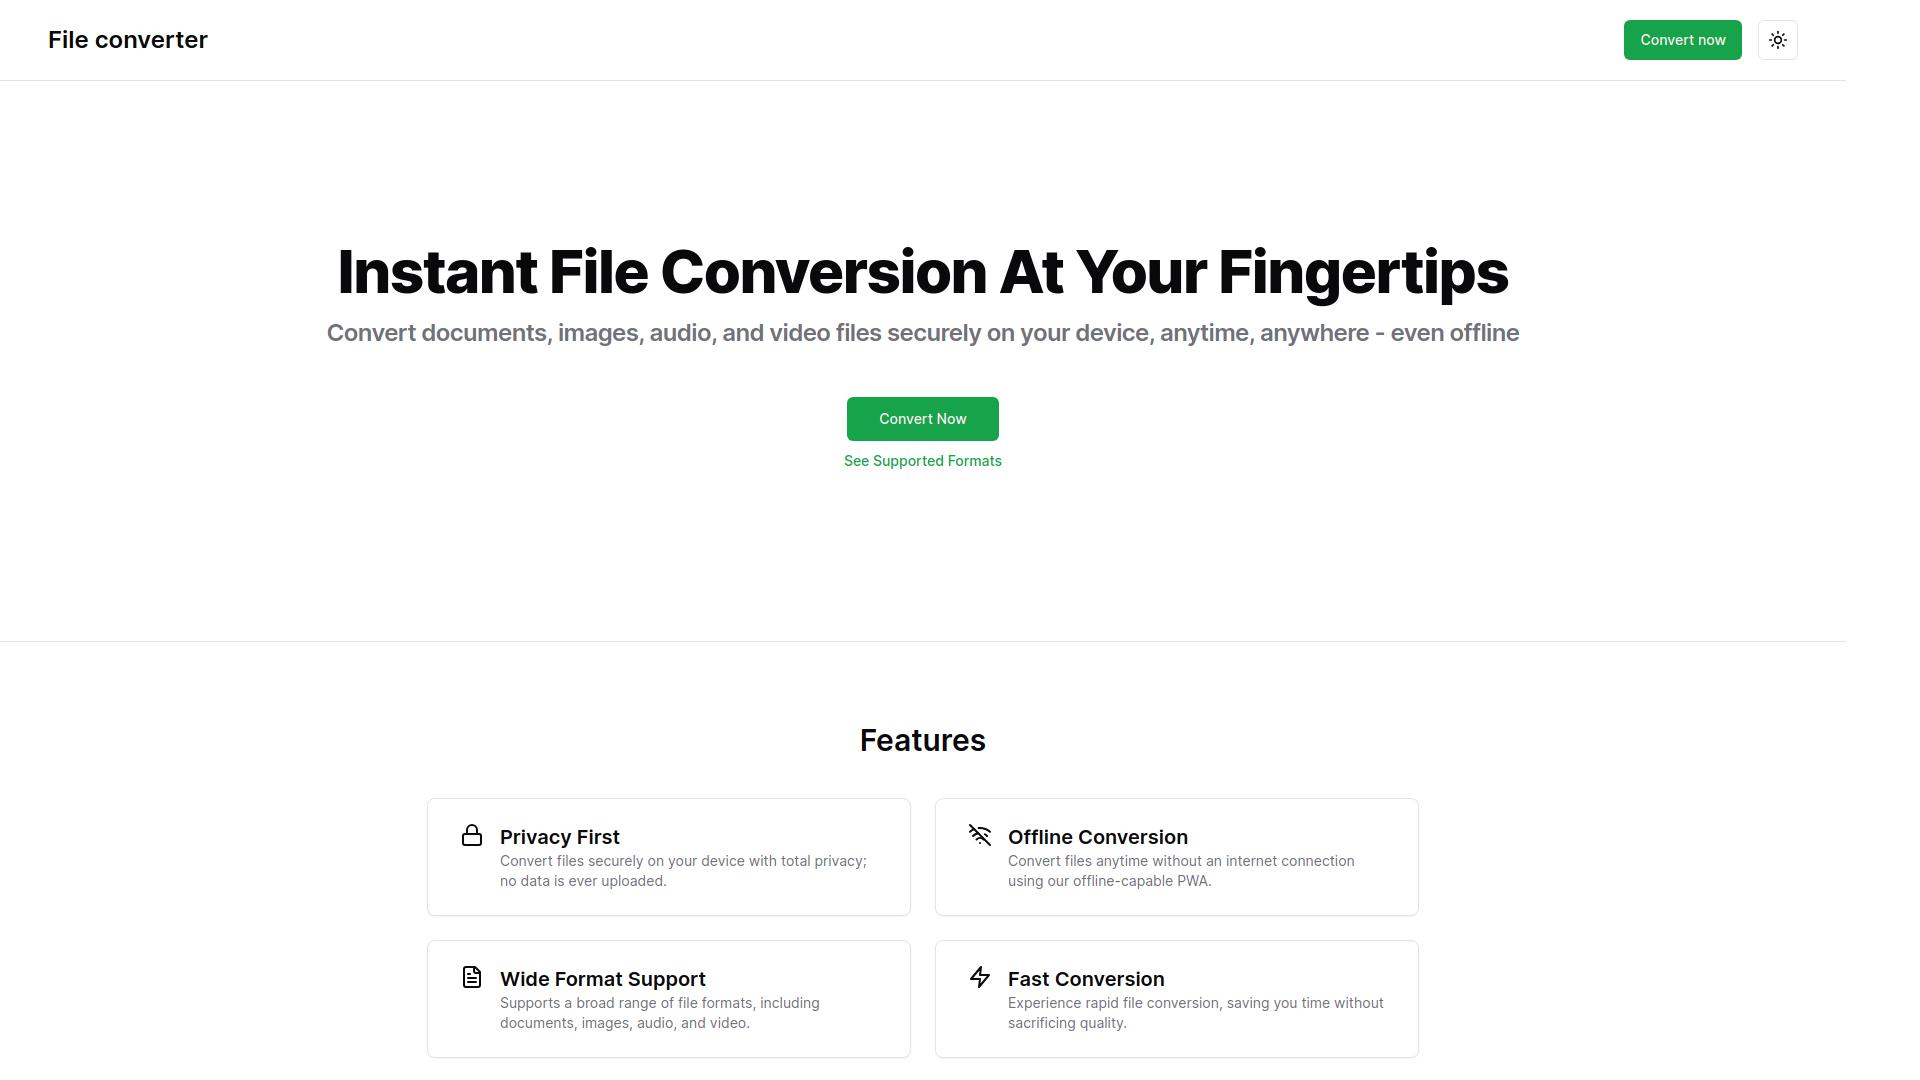 File converter
Convert now
Instant File Conversion At Your Fingertips
Convert documents, images, audio, and video files securely on your device, anytime, anywhere - even offline
Convert Now
See Supported Formats
Features
Privacy First
Convert files securely on your device with total privacy;
no data is ever uploaded.
Offline Conversion
Convert files anytime without an internet connection
using our offline-capable PWA.
Wide Format Support
Supports a broad range of file formats, including
documents, images, audio, and video.
Fast Conversion
Experience rapid file conversion, saving you time without
sacrificing quality.